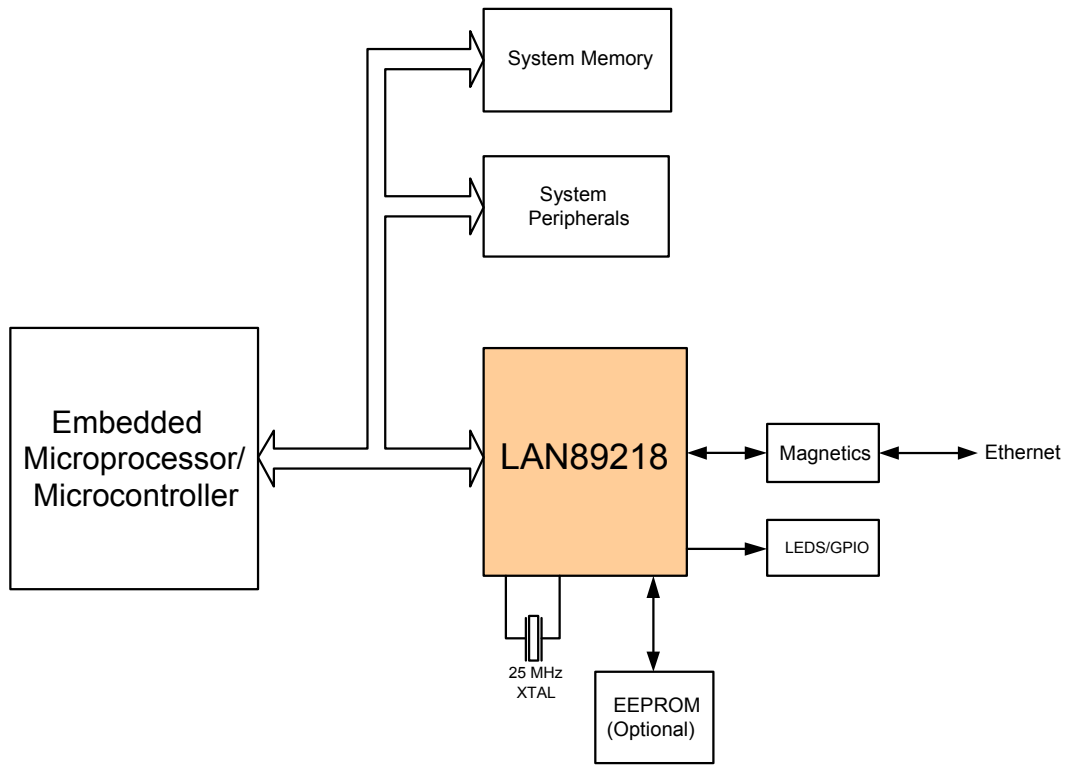 System Memory
System
Peripherals
Embedded
Microprocessor/
Microcontroller
LAN89218
Magnetics
Ethernet
LEDS/GPIO
25 MHz
XTAL
EEPROM
(Optional)